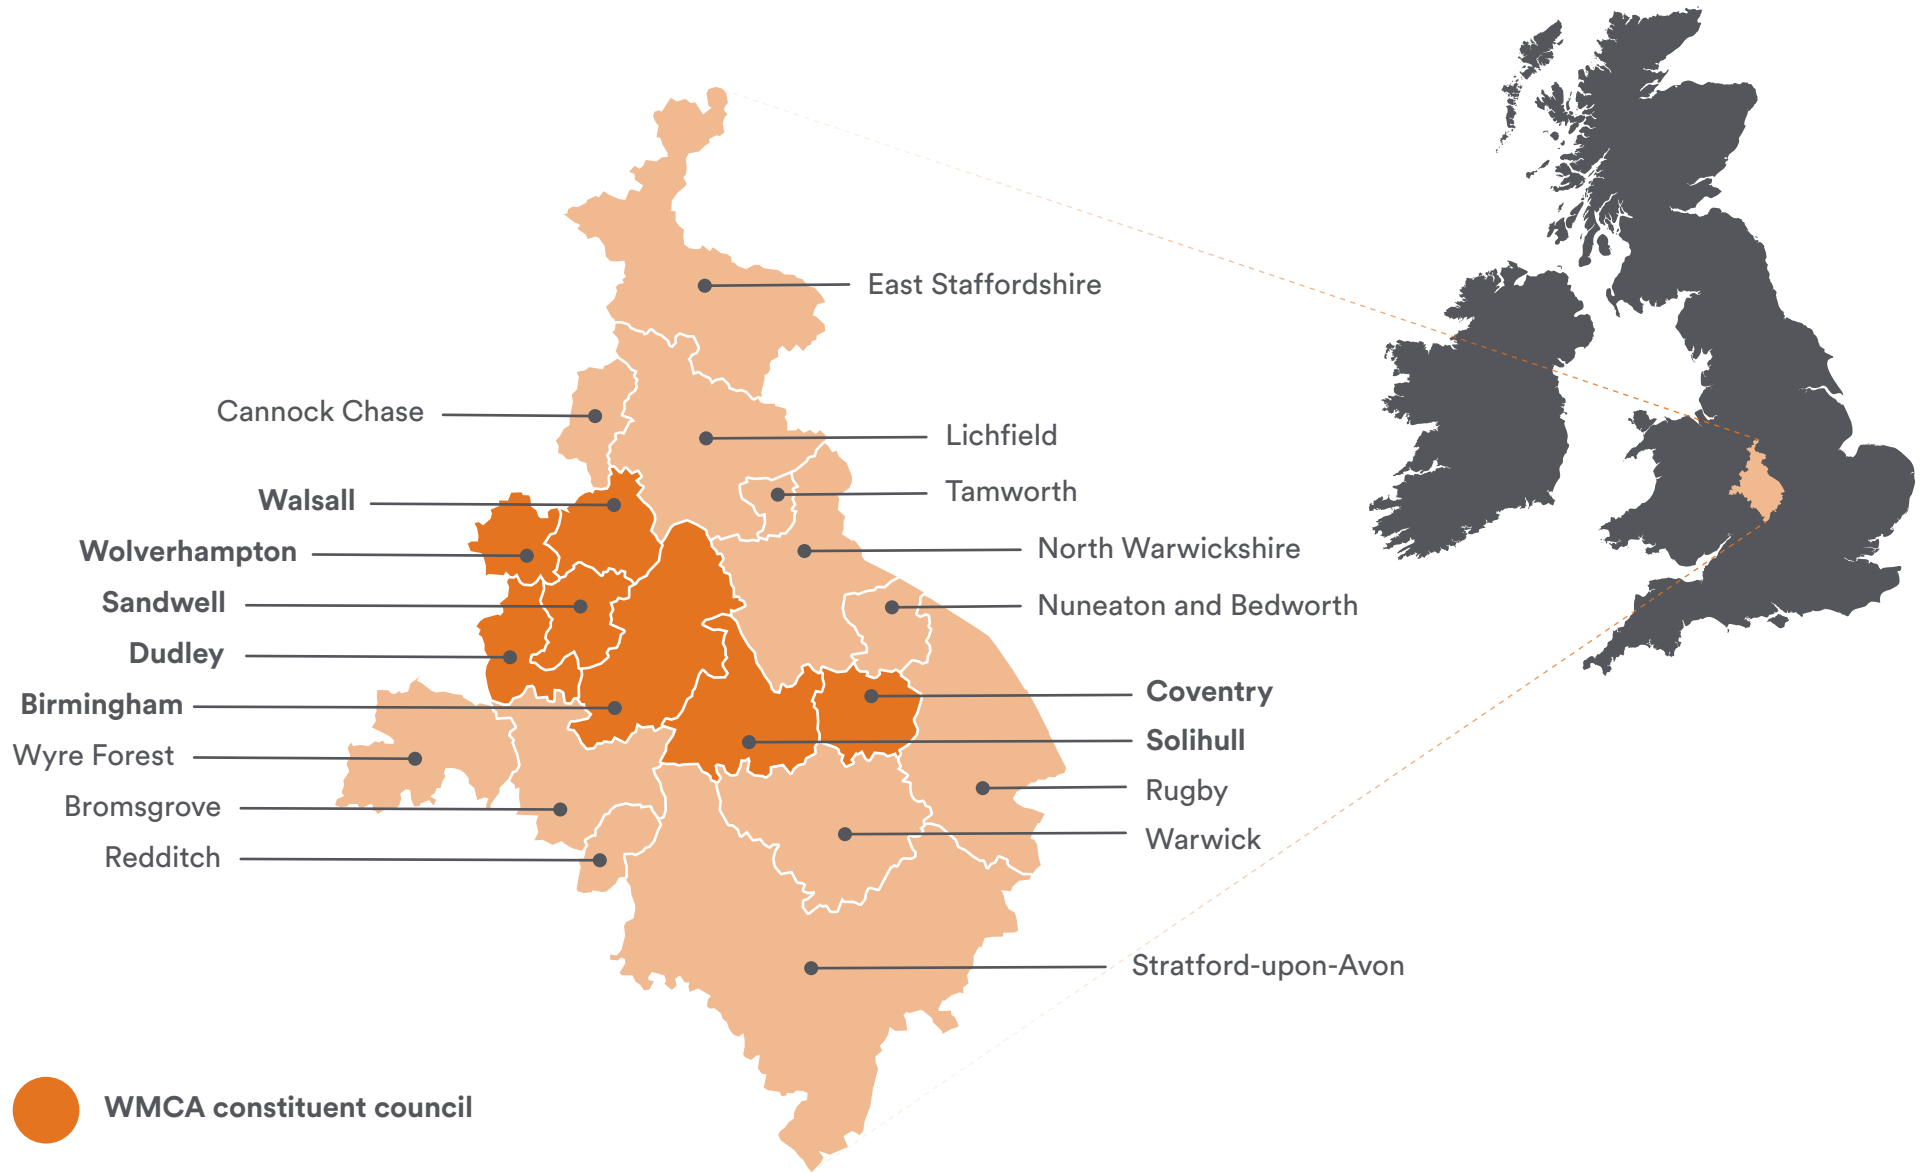 East Staffordshire
Cannock Chase
Lichfield
Walsall
Tamworth
Wolverhampton
North Warwickshire
Sandwell
Nuneaton and Bedworth
Dudley
Birmingham
Coventry
Solihull
Wyre Forest
Rugby
Bromsgrove
Warwick
Redditch
Stratford-upon-Avon
WMCA constituent council